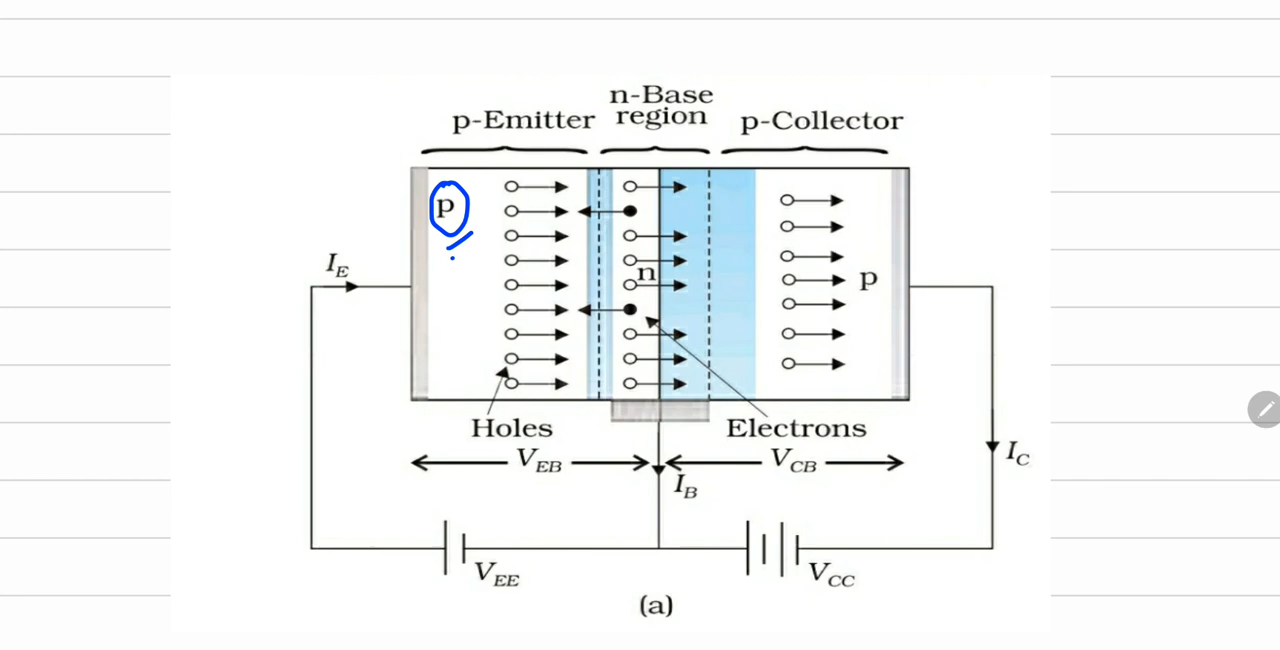 n-Base
p-Emitter region p-Collector
p
I_E
n
p
Holes
Electrons
V_EB
V_CB
I_C
I_B
V_EE
V_CC
(a)